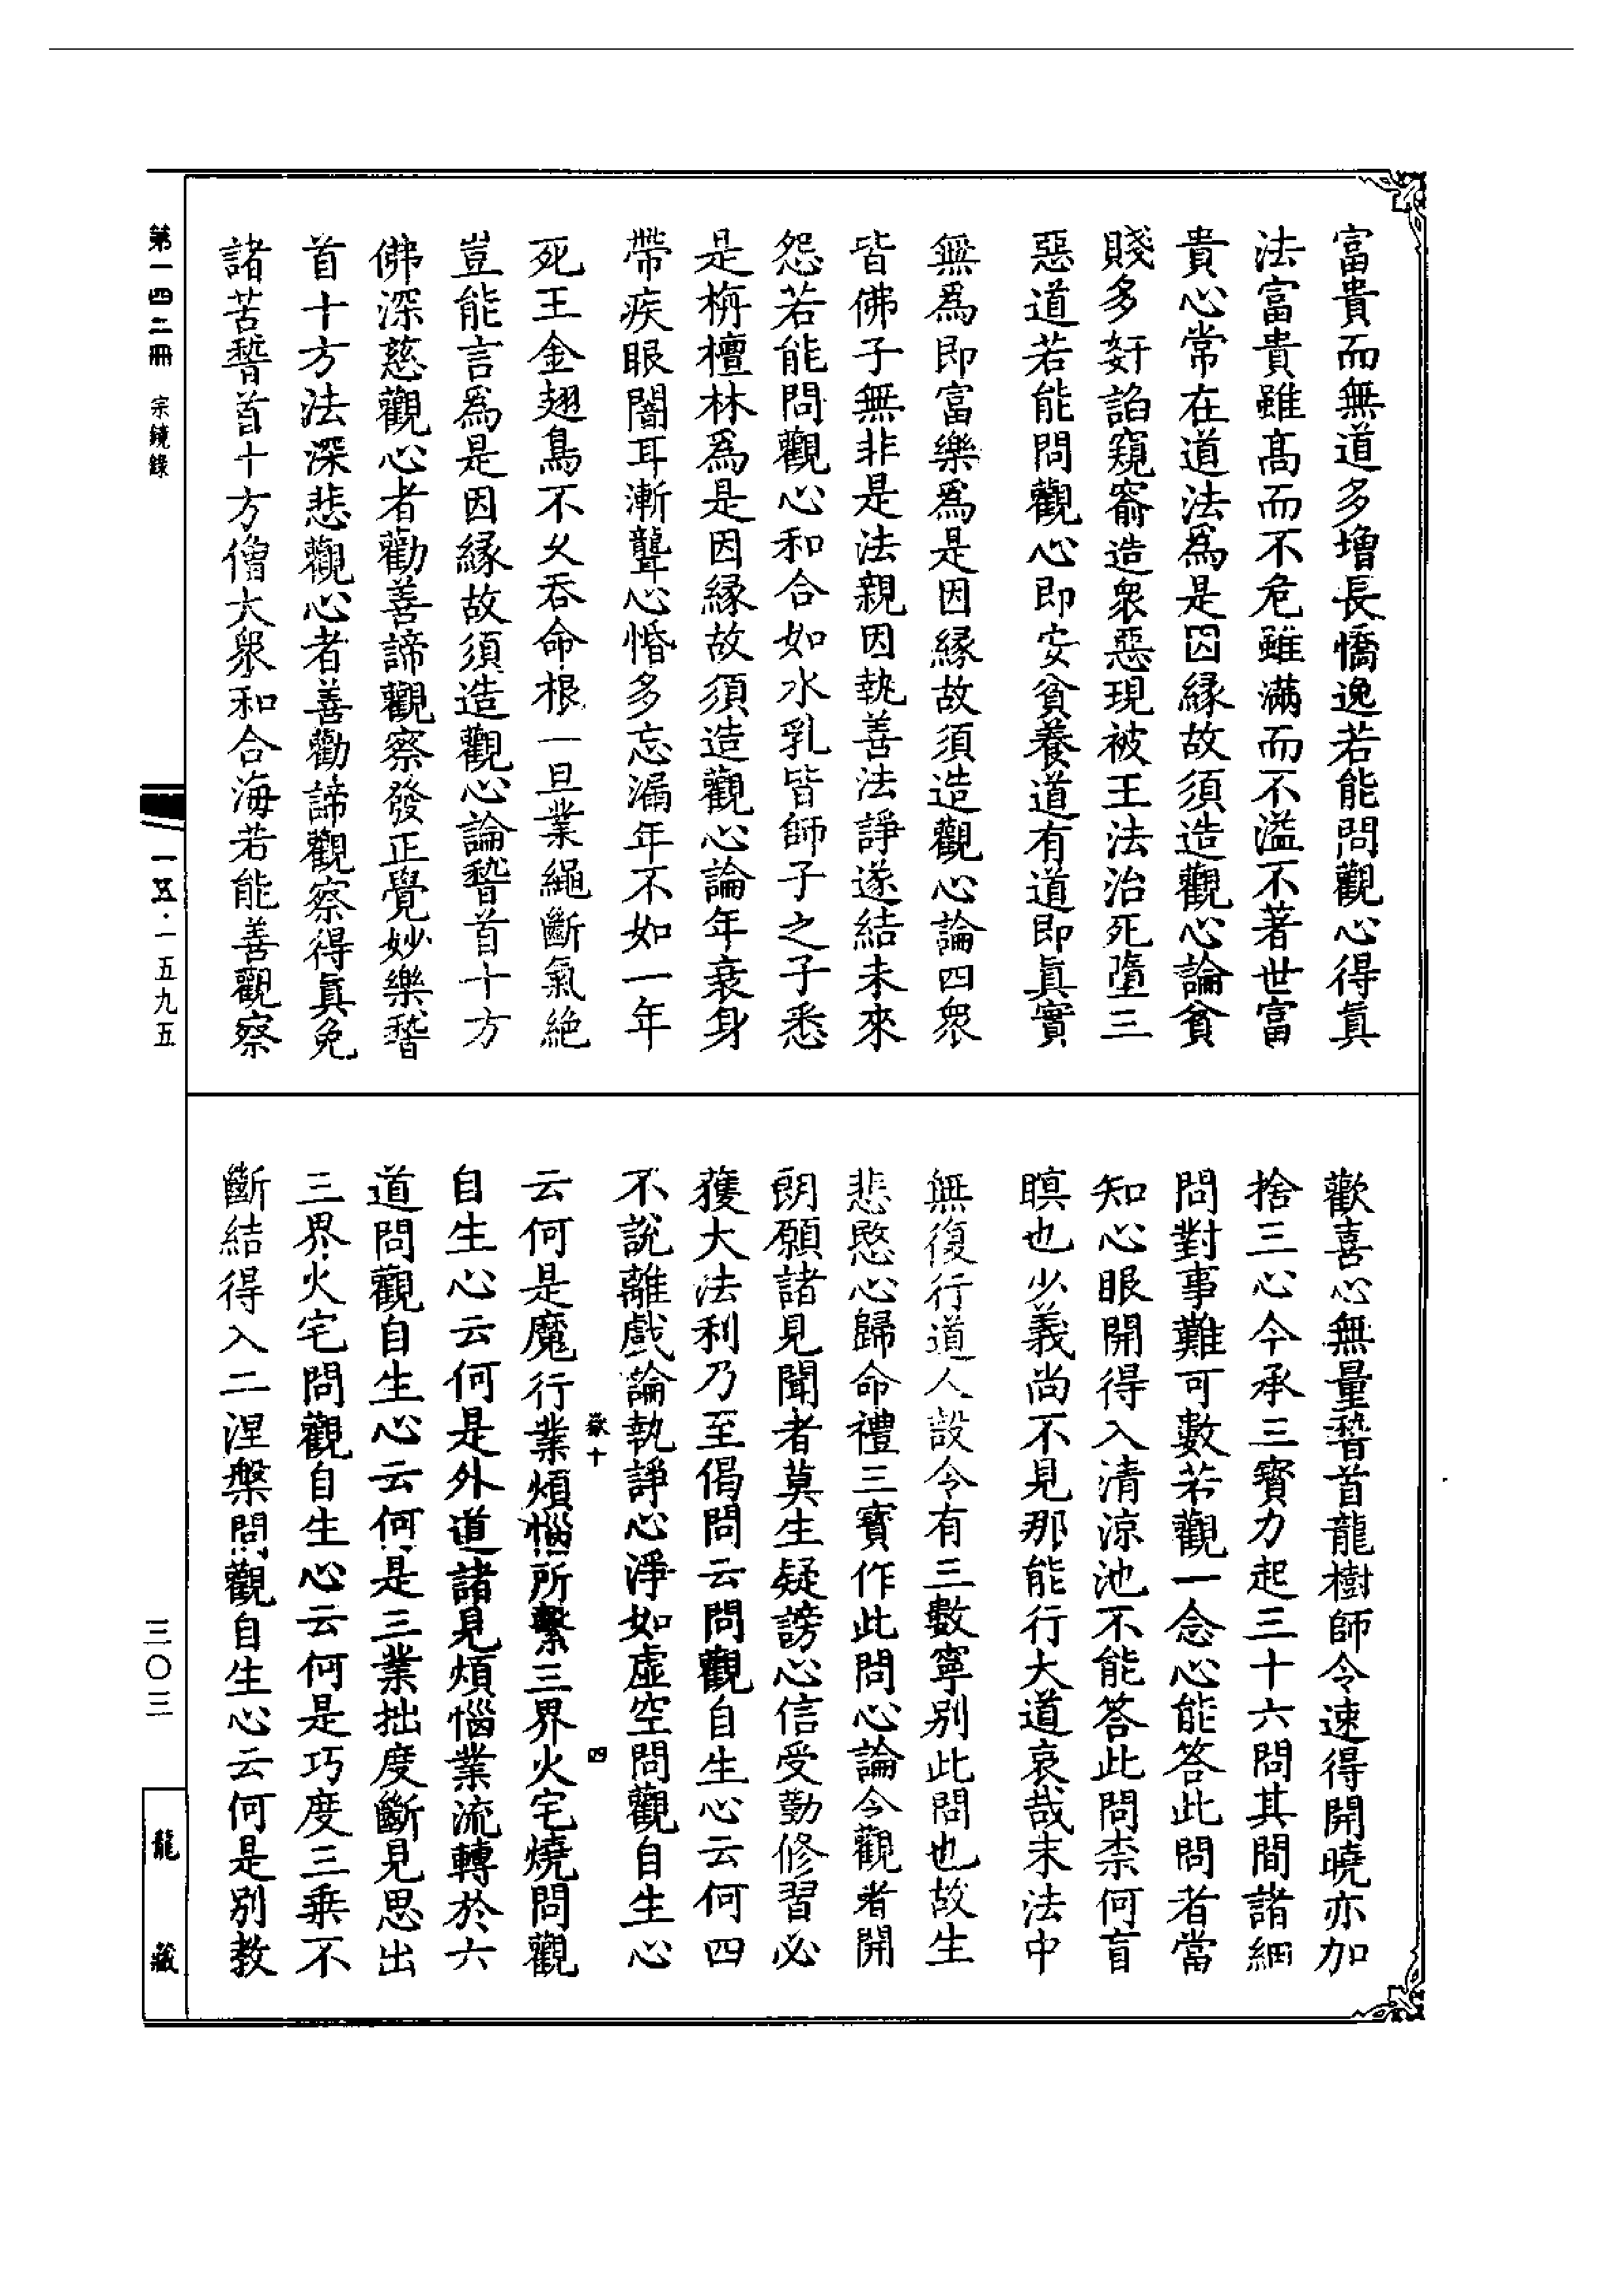 富貴而無道多增長憍逸若能問觀心得眞
法富貴雖髙而不危雖滿而不溢不著世富
貴心常在道法爲是因緣故須造觀心論貧
賤多姧諂窺窬造衆惡現被王法治死墮三
惡道若能問觀心即安貧養道有道即眞實
無爲即富樂爲是因緣故須造觀心論四衆
皆佛子無非是法親因執善法諍遂結未來
怨若能問觀心和合如水乳皆師子之子悉
是栴檀林爲是因緣故須造觀心論年衰身
帶疾眼闇耳漸聾心惛多忘漏年不如一年
死王金翅鳥不久吞命根一旦業繩斷氣絶
豈能言爲是因緣故須造觀心論稽首十方
佛深慈觀心者勸善諦觀察發正覺妙樂稽
首十方法深悲觀心者善勸諦觀察得眞免
諸苦稽首十方僧大衆和合海若能善觀察
歡喜心無量稽首龍樹師令速得開曉亦加
捨三心今承三寶力起三十六問其間諸細
問對事難可數若觀一念心能答此問者當
知心眼開得入清涼池不能答此問柰何盲
瞑也少義尚不見那能行大道哀哉末法中
無復行道人設令有三數寧别此問也故生
悲愍心歸命禮三寶作此問心論令觀者開
朗願諸見聞者莫生疑謗心信受勤修習必
獲大法利乃至偈問云問觀自生心云何四
不說離戲論執諍心淨如虚空問觀自生心
嶽十 四
云何是魔行業煩惱所繫三界火宅燒問觀
自生心云何是外道諸見煩惱業流轉於六
道問觀自生心云何是三業拙度斷見思出
三界火宅問觀自生心云何是巧度三乘不
斷結得入二涅槃問觀自生心云何是别教
第一四二冊 宗鏡錄
一五·一五九五
三〇三
龍藏